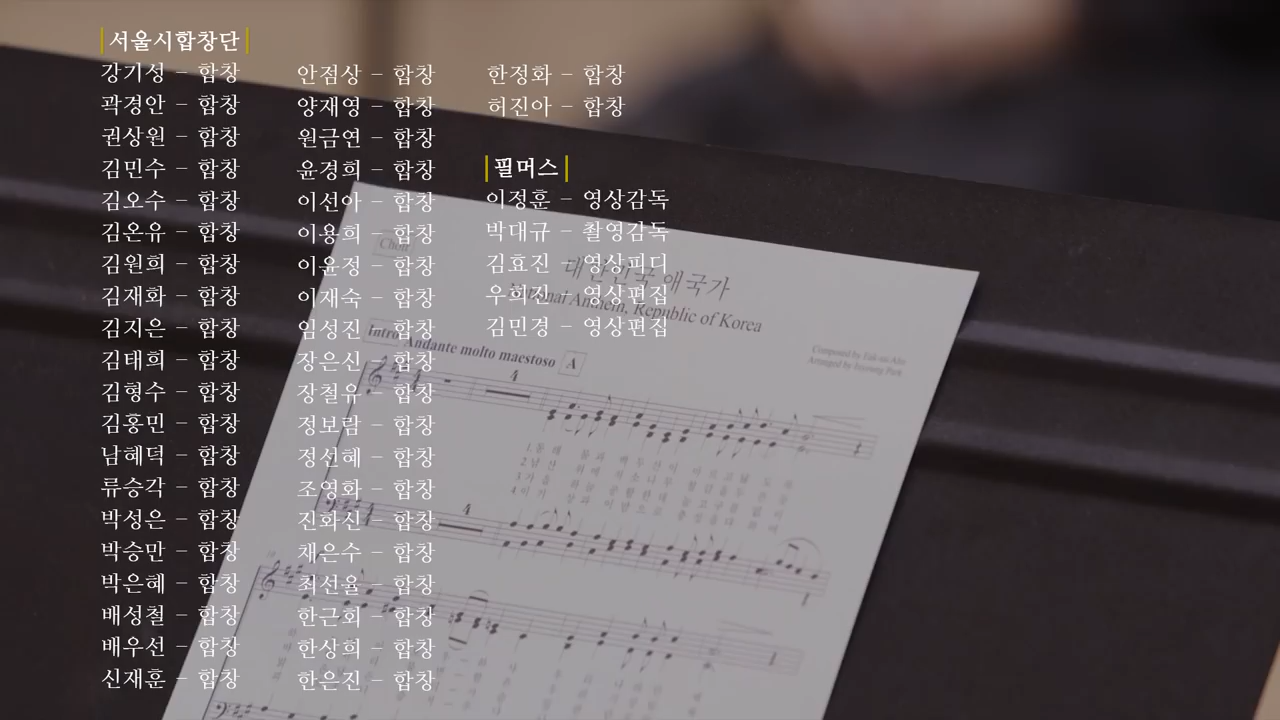 서울시합창단
강기성 – 합창
곽경안 – 합창
권상원 – 합창
김민수 – 합창
김오수 – 합창
김온유 – 합창
김원희 – 합창
김재화 – 합창
김지은 – 합창
김태희 – 합창
김형수 – 합창
김홍민 – 합창
남혜덕 – 합창
류승각 – 합창
박성은 – 합창
박승만 – 합창
박은혜 – 합창
배성철 – 합창
배우선 – 합창
신재훈 – 합창
안점상 – 합창
양재영 – 합창
원금연 – 합창
윤경희 – 합창
이선아 – 합창
이용희 – 합창
이윤정 – 합창
이재숙 – 합창
임성진 – 합창
장은신 – 합창
장철유 – 합창
정보람 – 합창
정선혜 – 합창
조영화 – 합창
진화신 – 합창
채은수 – 합창
최선율 – 합창
한근희 – 합창
한상희 – 합창
한은진 – 합창
한정화 – 합창
허진아 – 합창
필머스
이정훈 – 영상감독
박대규 – 촬영감독
김효진 – 영상피디
우희진 – 영상편집
김민경 – 영상편집
Choir
대한민국 애국가
National Anthem, Republic of Korea
Intro Andante molto maestoso
A
4
4